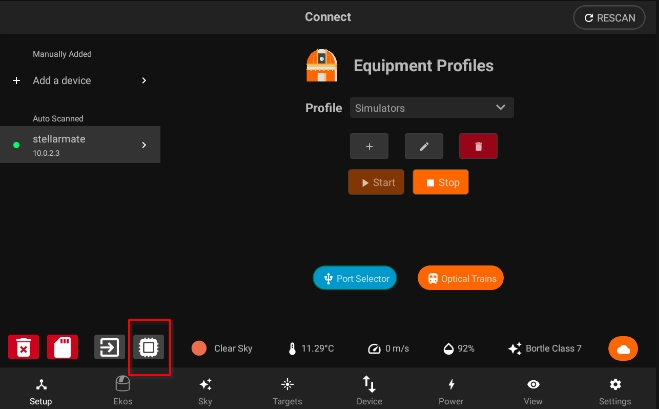 Connect
RESCAN
Manually Added
+ Add a device
Auto Scanned
stellarmate
10.0.2.3
Equipment Profiles
Profile
Simulators
Start
Stop
Port Selector
Optical Trains
Clear Sky
11.29°C
0 m/s
92%
Bortle Class 7
Setup
Ekos
Sky
Targets
Device
Power
View
Settings